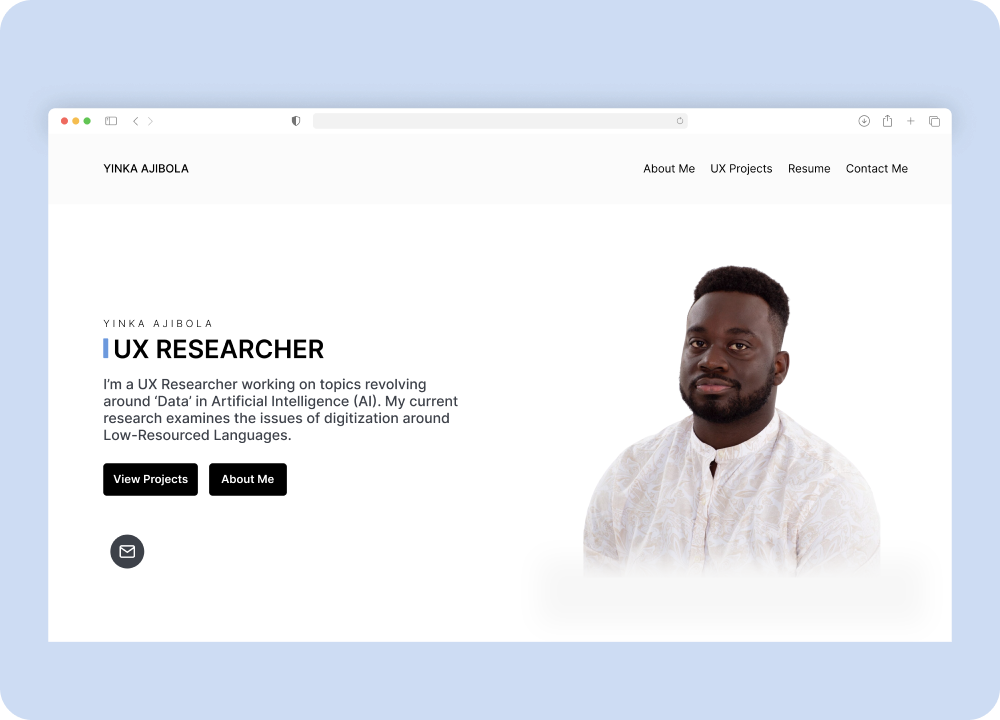 YINKA AJIBOLA
About Me UX Projects Resume Contact Me
YINKA AJIBOLA
UX RESEARCHER
I’m a UX Researcher working on topics revolving
around ‘Data’ in Artificial Intelligence (AI). My current
research examines the issues of digitization around
Low-Resourced Languages.
View Projects About Me